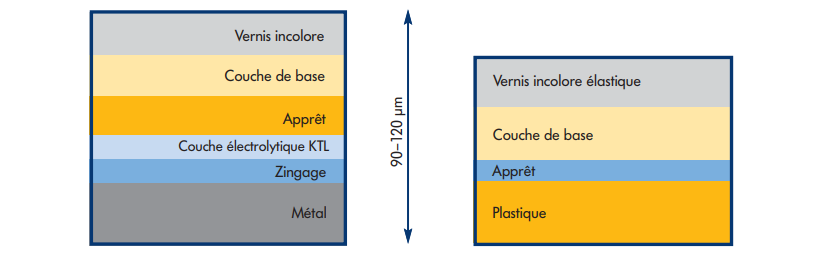 Vernis incolore
Couche de base
Apprêt
Couche électrolytique KTL
Zingage
Métal
90–120 µm
Vernis incolore élastique
Couche de base
Apprêt
Plastique